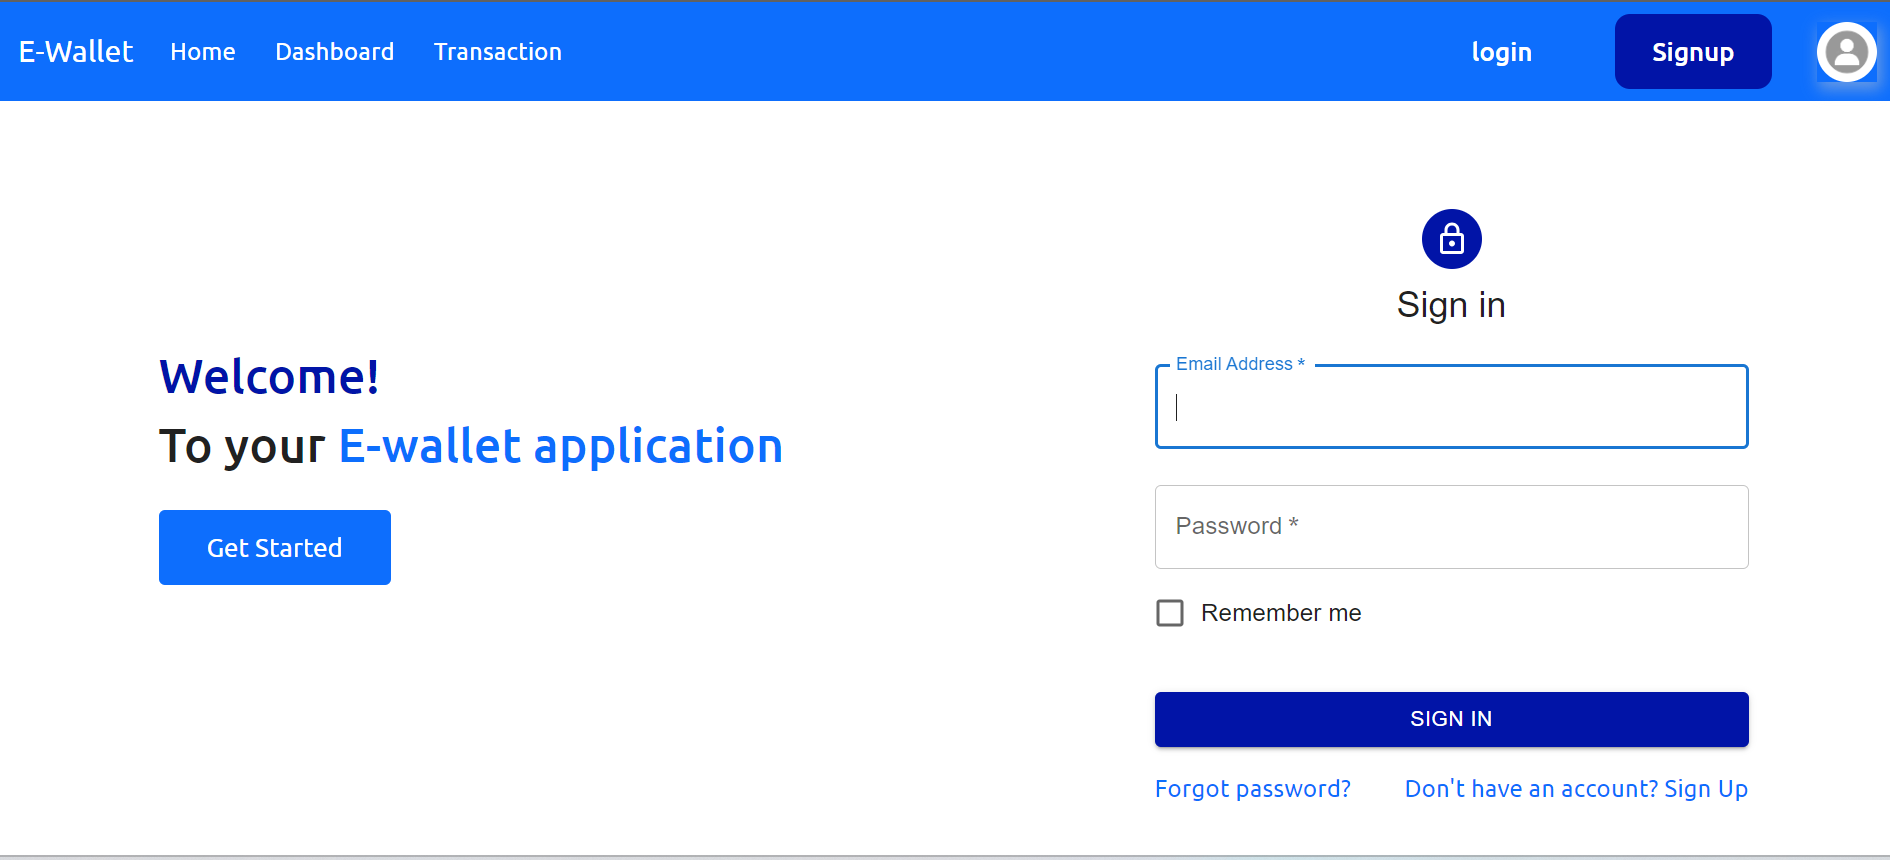 E-Wallet Home Dashboard Transaction login Signup
Welcome!
To your E-wallet application
Get Started
Sign in
Email Address *
Password *
Remember me
SIGN IN
Forgot password? Don't have an account? Sign Up